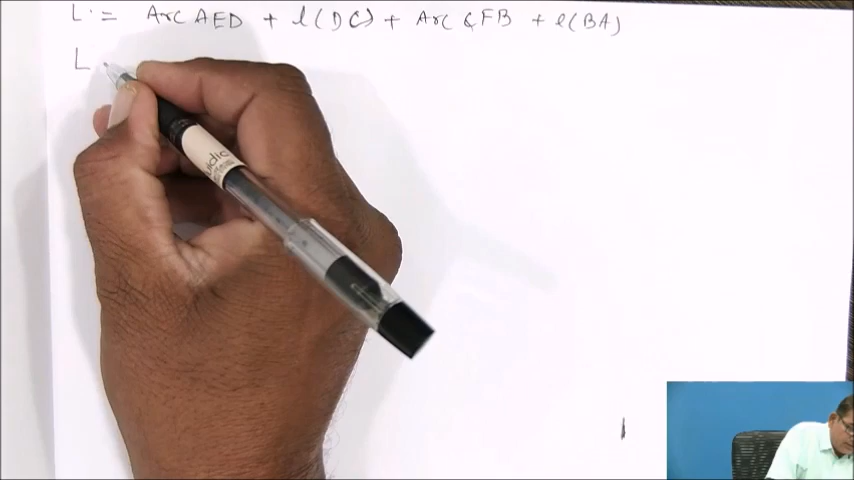 L = Arc AED + l(DC) + Arc CFB + l(BA)
L